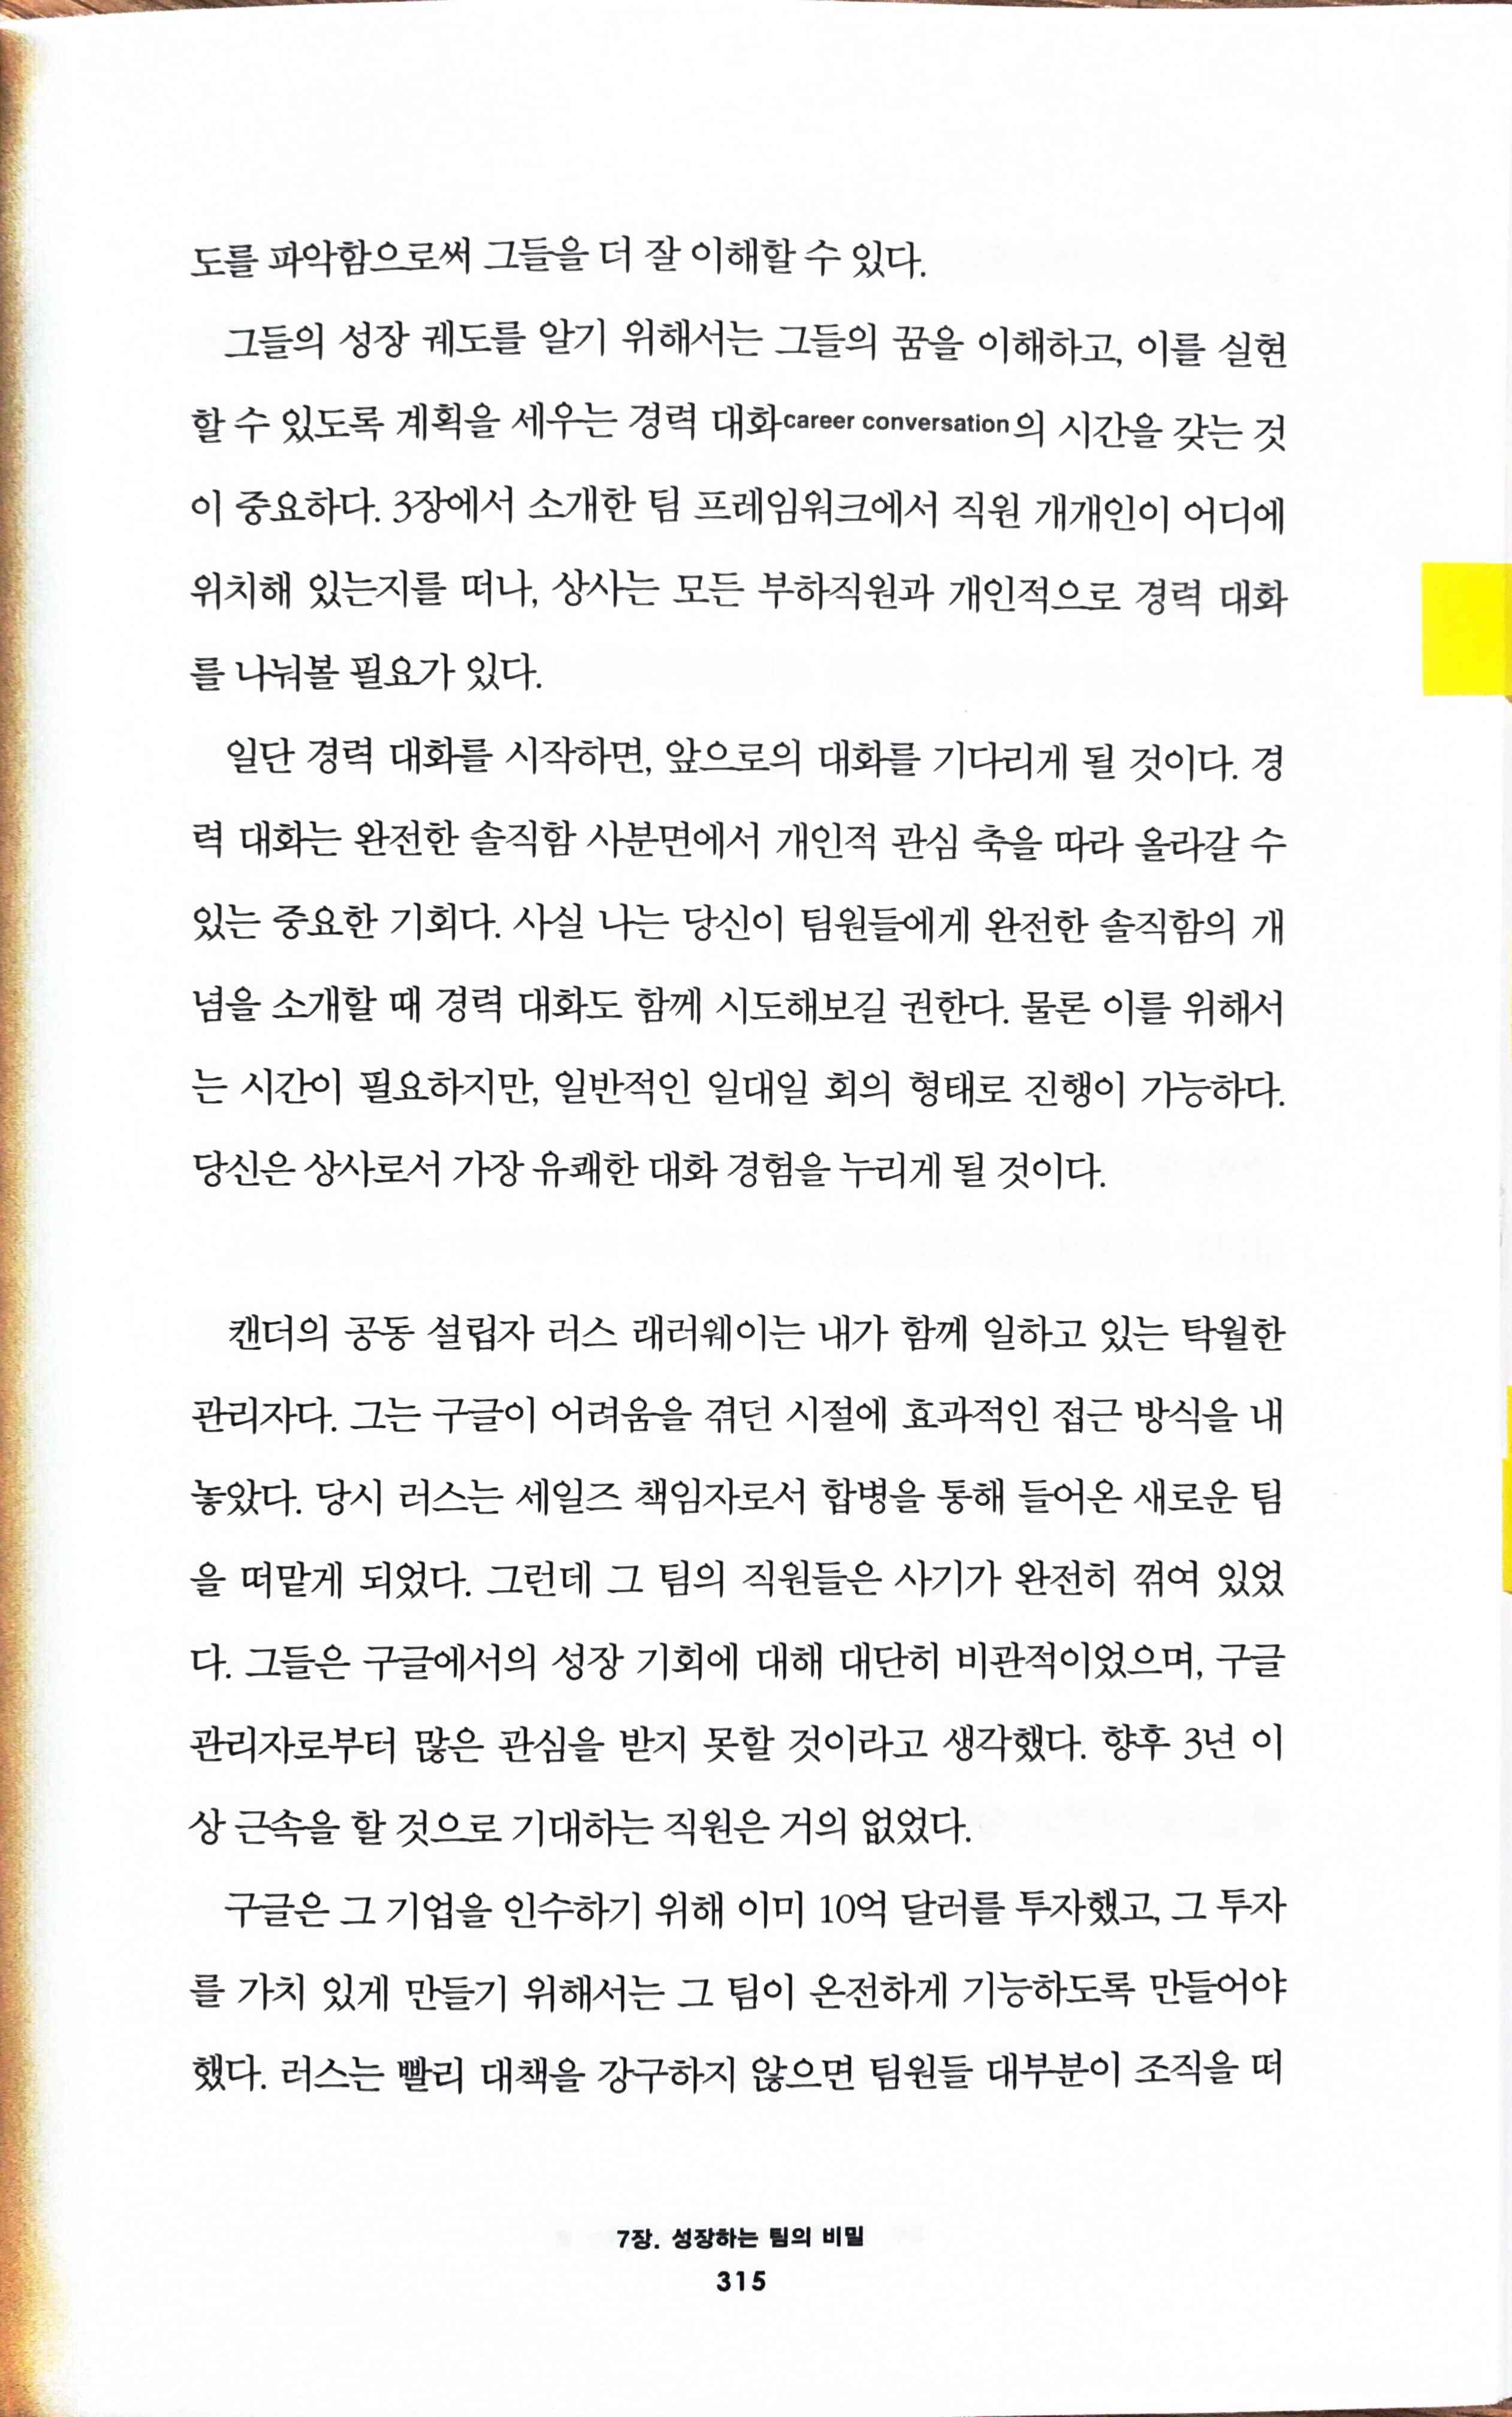 도를 파악함으로써 그들을 더 잘 이해할 수 있다.
그들의 성장 궤도를 알기 위해서는 그들의 꿈을 이해하고, 이를 실현
할 수 있도록 계획을 세우는 경력 대화career conversation의 시간을 갖는 것
이 중요하다. 3장에서 소개한 팀 프레임워크에서 직원 개개인이 어디에
위치해 있는지를 떠나, 상사는 모든 부하직원과 개인적으로 경력 대화
를 나눠볼 필요가 있다.
일단 경력 대화를 시작하면, 앞으로의 대화를 기다리게 될 것이다. 경
력 대화는 완전한 솔직함 사분면에서 개인적 관심 축을 따라 올라갈 수
있는 중요한 기회다. 사실 나는 당신이 팀원들에게 완전한 솔직함의 개
념을 소개할 때 경력 대화도 함께 시도해보길 권한다. 물론 이를 위해서
는 시간이 필요하지만, 일반적인 일대일 회의 형태로 진행이 가능하다.
당신은 상사로서 가장 유쾌한 대화 경험을 누리게 될 것이다.
캔더의 공동 설립자 러스 래러웨이는 내가 함께 일하고 있는 탁월한
관리자다. 그는 구글이 어려움을 겪던 시절에 효과적인 접근 방식을 내
놓았다. 당시 러스는 세일즈 책임자로서 합병을 통해 들어온 새로운 팀
을 떠맡게 되었다. 그런데 그 팀의 직원들은 사기가 완전히 꺾여 있었
다. 그들은 구글에서의 성장 기회에 대해 대단히 비관적이었으며, 구글
관리자로부터 많은 관심을 받지 못할 것이라고 생각했다. 향후 3년 이
상 근속을 할 것으로 기대하는 직원은 거의 없었다.
구글은 그 기업을 인수하기 위해 이미 10억 달러를 투자했고, 그 투자
를 가치 있게 만들기 위해서는 그 팀이 온전하게 기능하도록 만들어야
했다. 러스는 빨리 대책을 강구하지 않으면 팀원들 대부분이 조직을 떠
7장. 성장하는 팀의 비밀
315